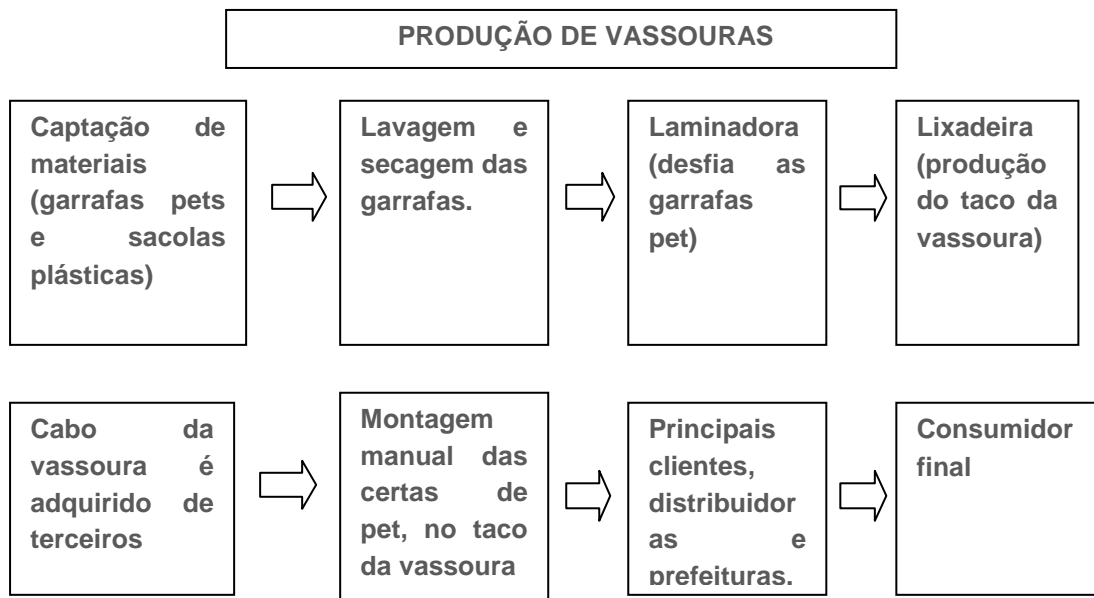 PRODUÇÃO DE VASSOURAS
Captação de
materiais
(garrafas pets
e sacolas
plásticas)
Lavagem e
secagem das
garrafas.
Laminadora
(desfia as
garrafas
pet)
Lixadeira
(produção
do taco da
vassoura)
Cabo da
vassoura é
adquirido de
terceiros
Montagem
manual das
certas de
pet, no taco
da vassoura
Principais
clientes,
distribuidor
as e
prefeituras.
Consumidor
final